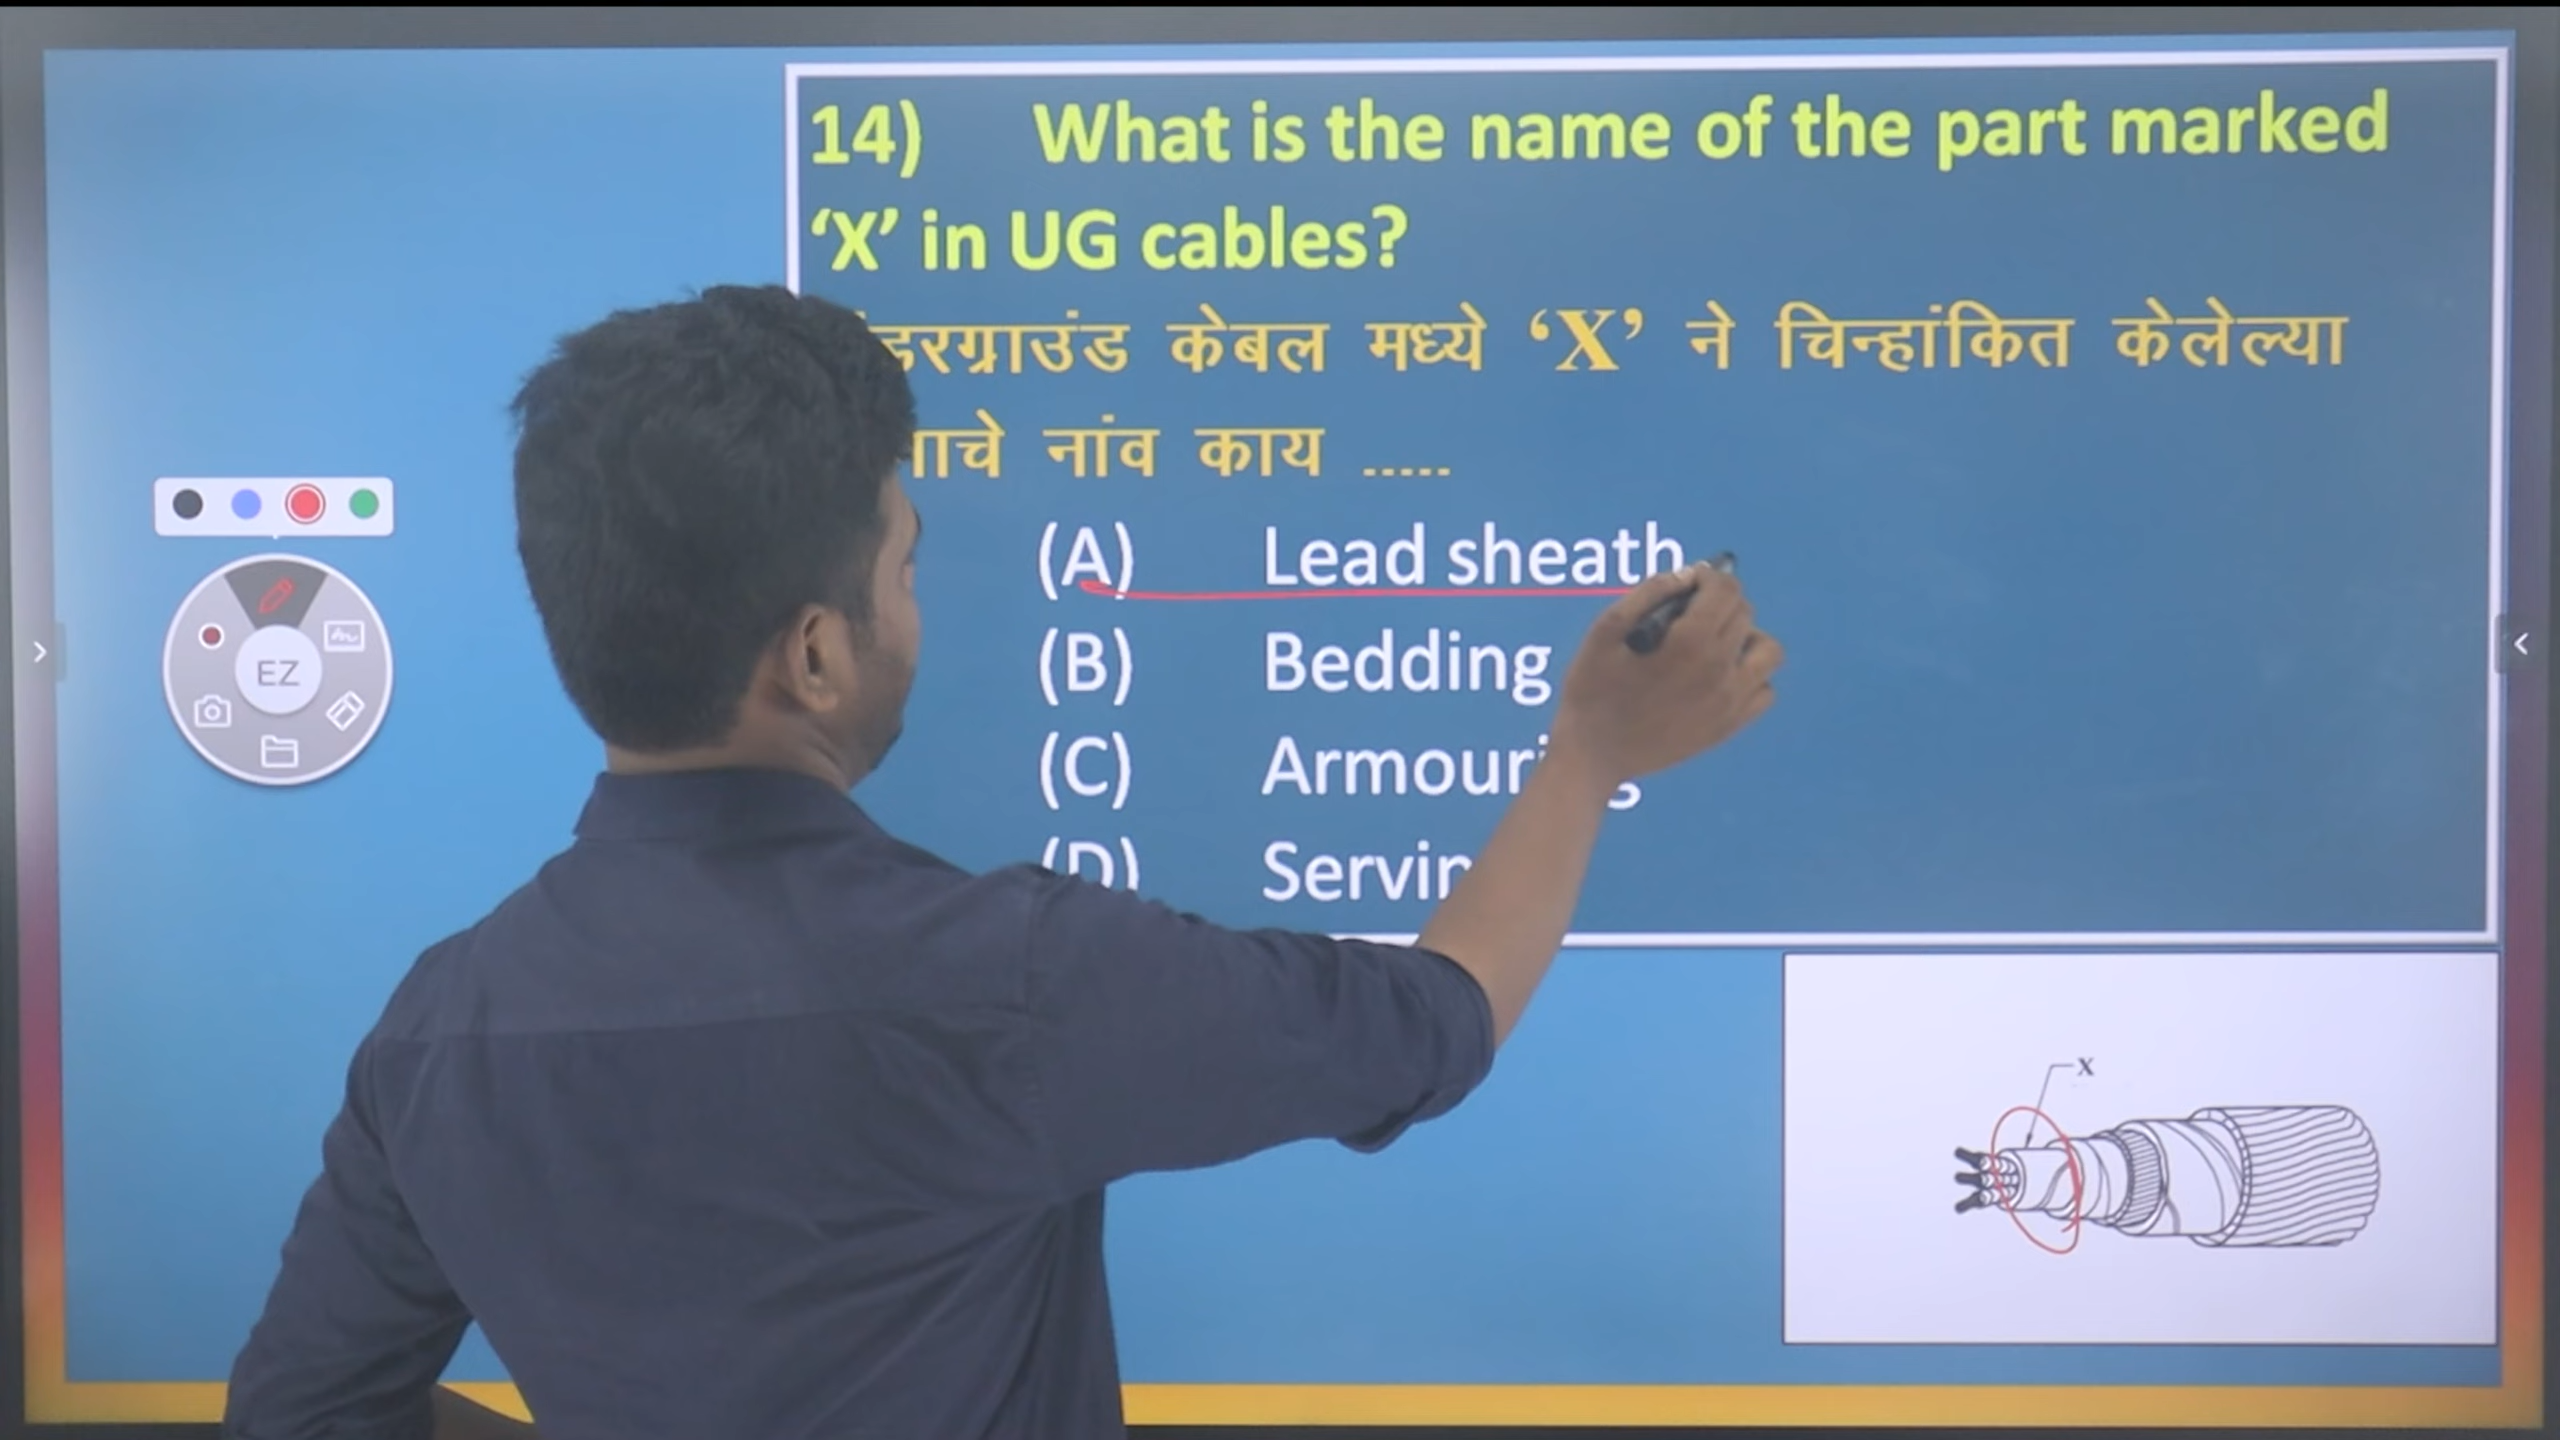 14) What is the name of the part marked
‘X’ in UG cables?
केबल मध्ये ‘X’ ने चिन्हांकित केलेल्या
नांव काय .....
(A) Lead sheath
(B) Bedding
(C)
(D)
EZ
X